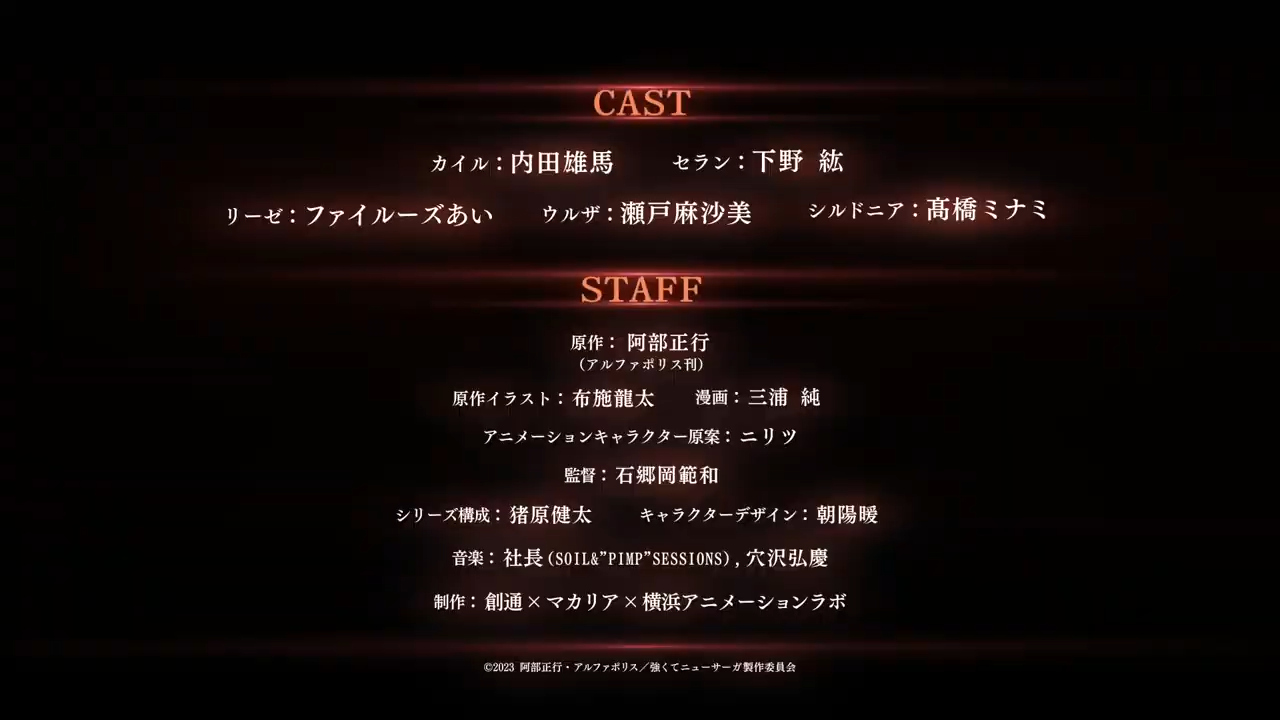 CAST
カイル：内田雄馬　セラン：下野 紘
リーゼ：ファイルーズあい　ウルザ：瀬戸麻沙美　シルドニア：髙橋ミナミ
STAFF
原作：阿部正行
（アルファポリス刊）
原作イラスト：布施龍太　漫画：三浦 純
アニメーションキャラクター原案：ニリツ
監督：石郷岡範和
シリーズ構成：猪原健太　キャラクターデザイン：朝陽暖
音楽：社長(SOIL&”PIMP”SESSIONS), 穴沢弘慶
制作：創通×マカリア×横浜アニメーションラボ
©2023 阿部正行・アルファポリス／強くてニューサーガ製作委員会